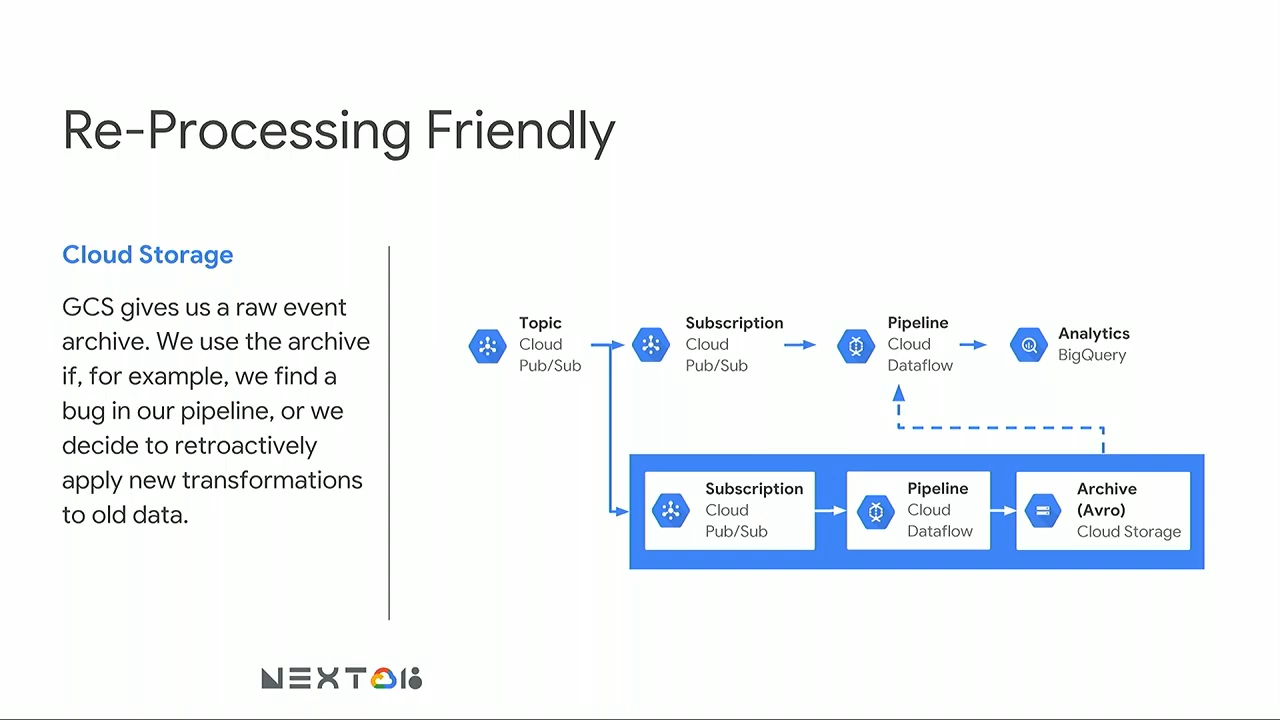 Re-Processing Friendly
Cloud Storage
GCS gives us a raw event
archive. We use the archive
if, for example, we find a
bug in our pipeline, or we
decide to retroactively
apply new transformations
to old data.
Topic
Cloud
Pub/Sub
Subscription
Cloud
Pub/Sub
Pipeline
Cloud
Dataflow
Analytics
BigQuery
Subscription
Cloud
Pub/Sub
Pipeline
Cloud
Dataflow
Archive
(Avro)
Cloud Storage
NEXT 18